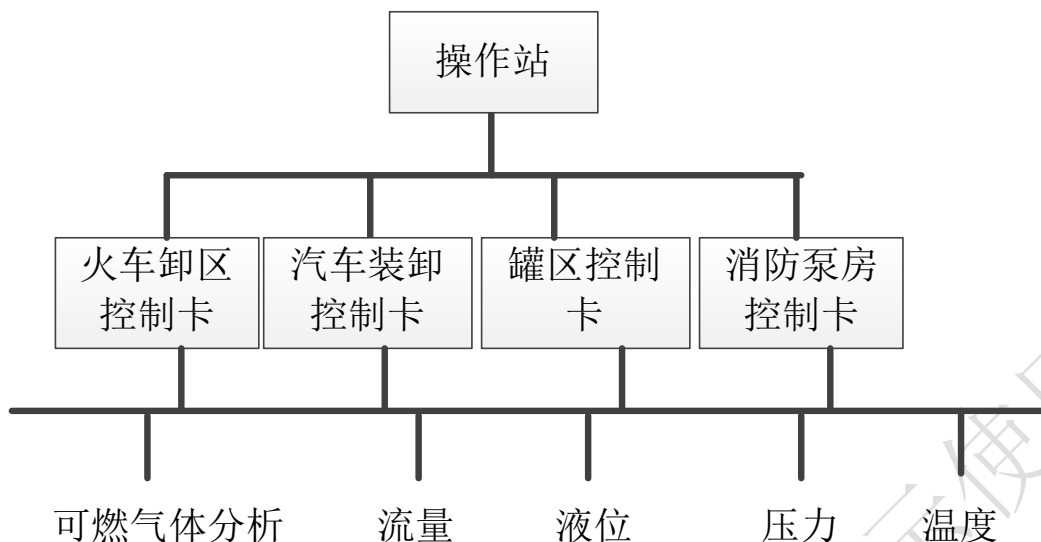 操作站
火车卸区
控制卡
汽车装卸
控制卡
罐区控制
卡
消防泵房
控制卡
可燃气体分析
流量
液位
压力
温度
示使